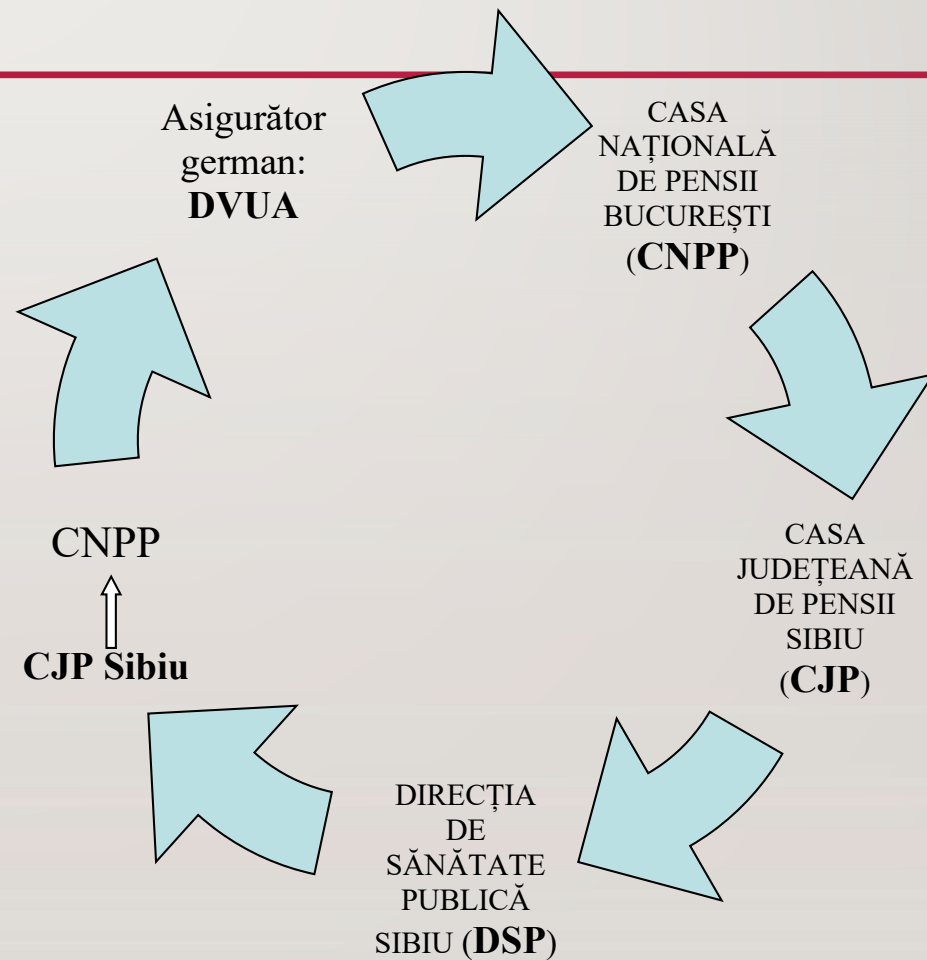 Asigurător
german:
DVUA
CASA
NAȚIONALĂ
DE PENSII
BUCUREȘTI
(CNPP)
CASA
JUDEȚEANĂ
DE PENSII
SIBIU
(CJP)
DIRECȚIA
DE
SĂNĂTATE
PUBLICĂ
SIBIU (DSP)
CNPP
CJP Sibiu